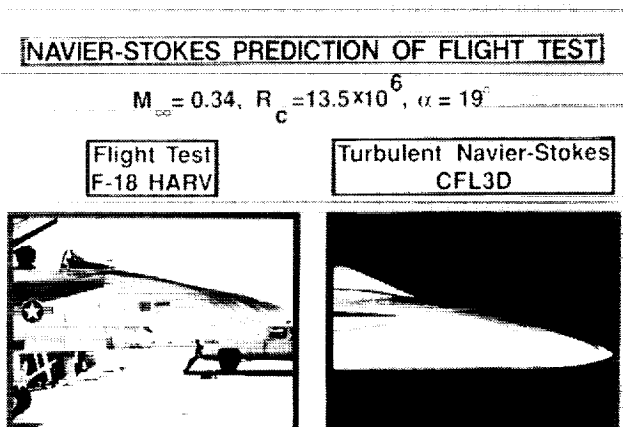 NAVIER-STOKES PREDICTION OF FLIGHT TEST
M∞= 0.34, Rc=13.5×10⁶, α = 19°
Flight Test
F-18 HARV
Turbulent Navier-Stokes
CFL3D